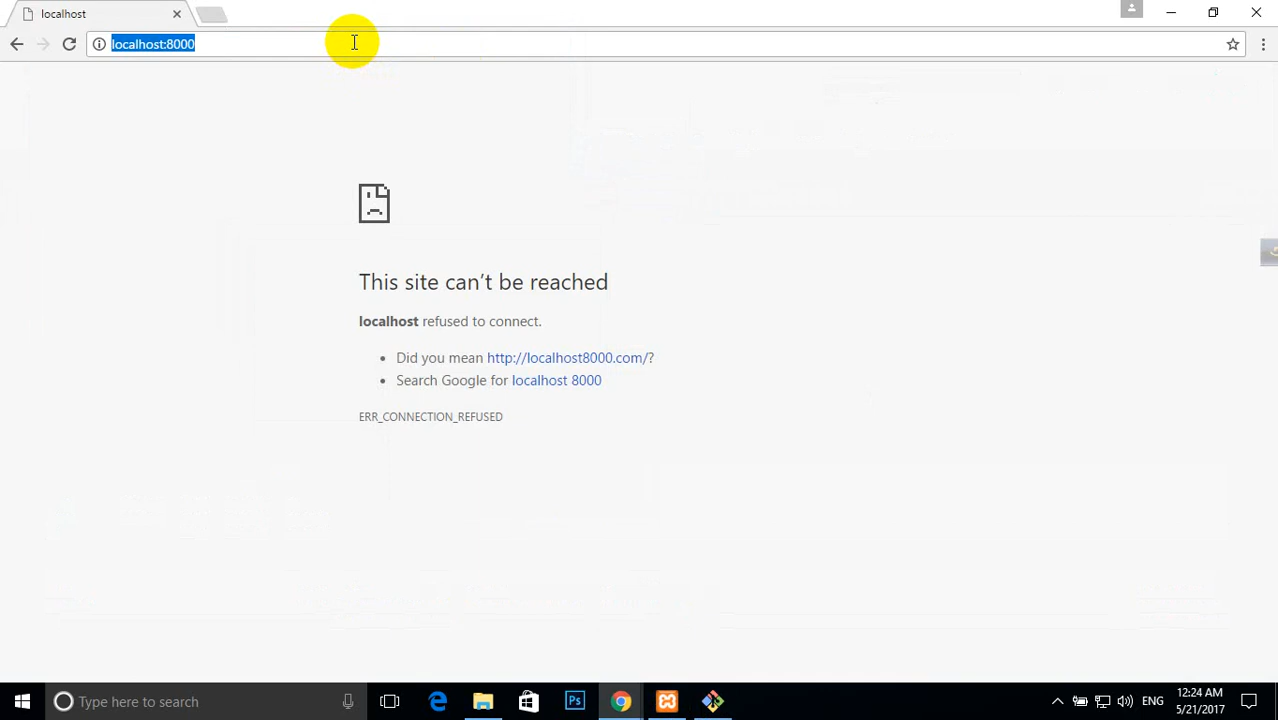 localhost
localhost:8000
This site can't be reached
localhost refused to connect.
• Did you mean http://localhost8000.com/?
• Search Google for localhost 8000
ERR_CONNECTION_REFUSED
Type here to search
Ps
ENG
12:24 AM
5/21/2017